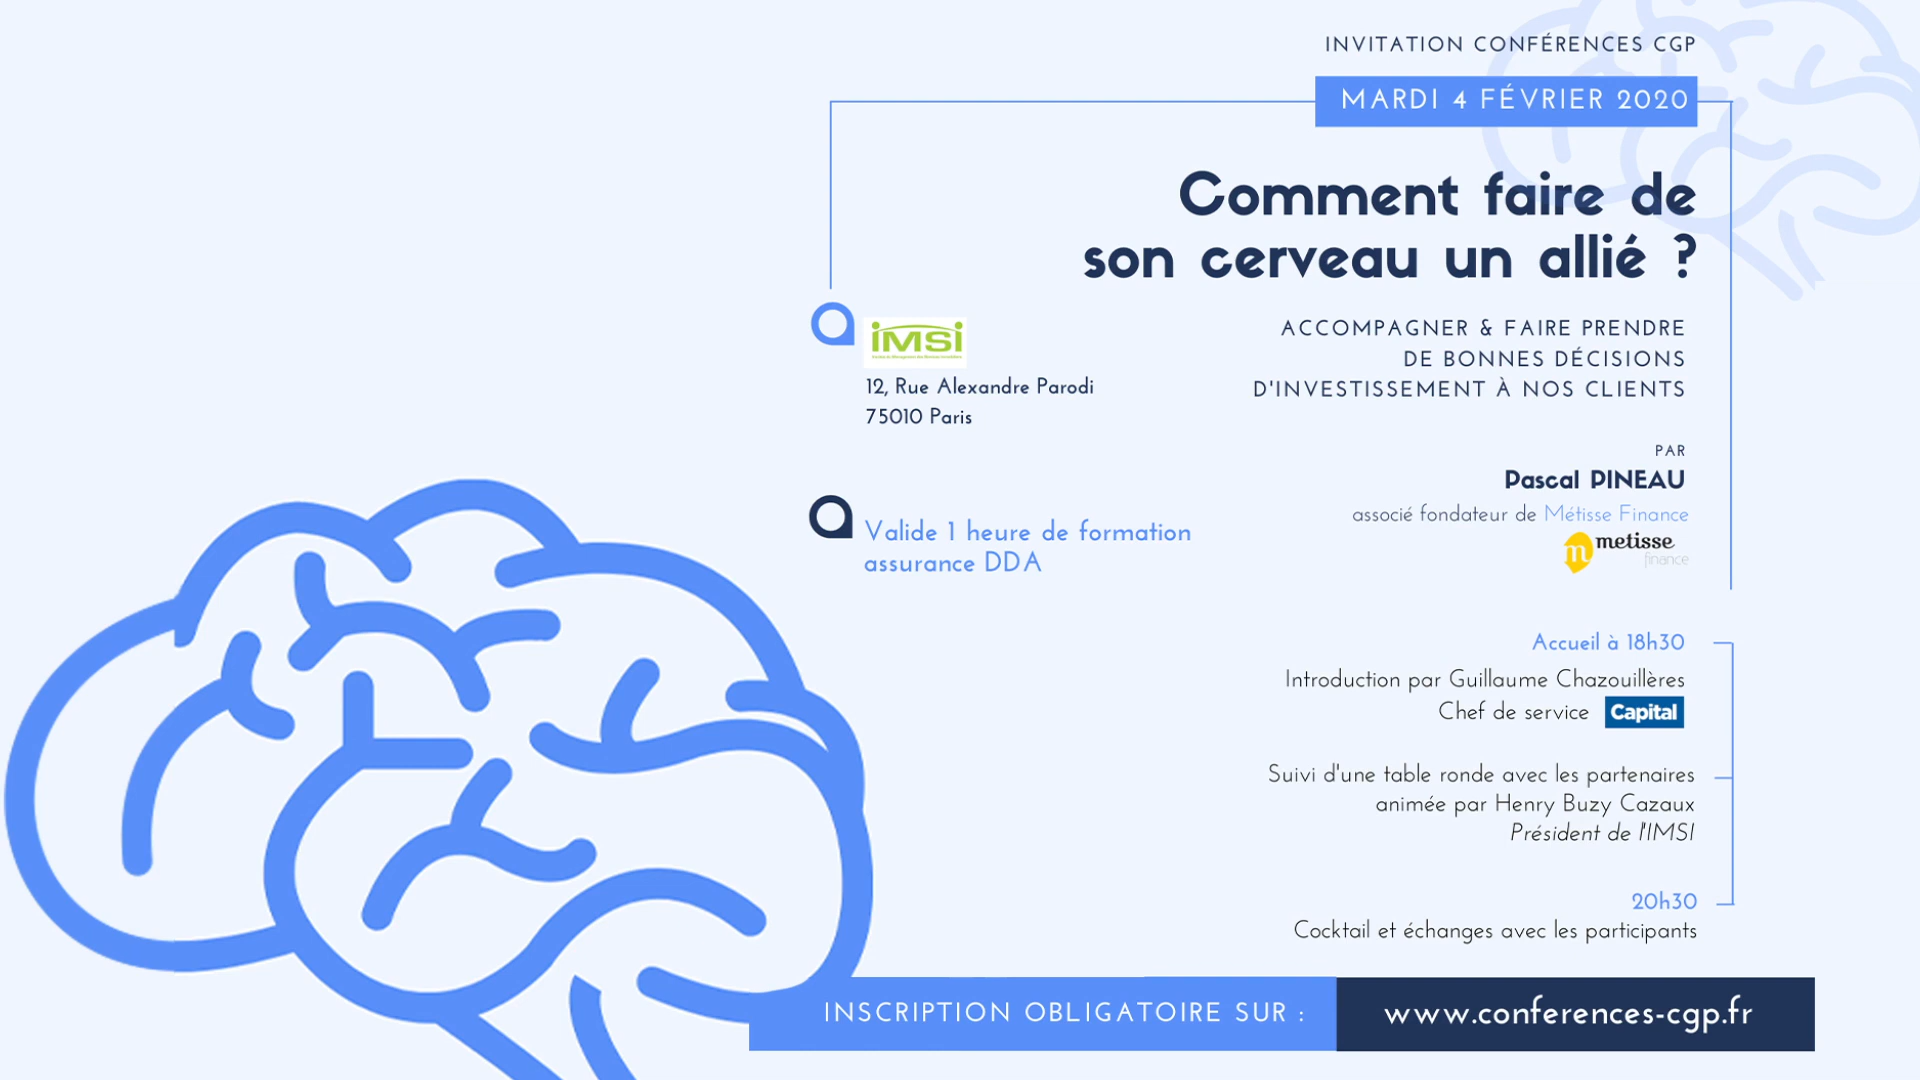 INVITATION CONFÉRENCES CGP
MARDI 4 FÉVRIER 2020
Comment faire de
son cerveau un allié ?
ACCOMPAGNER & FAIRE PRENDRE
DE BONNES DÉCISIONS
D'INVESTISSEMENT À NOS CLIENTS
iMSi
12, Rue Alexandre Parodi
75010 Paris
PAR
Pascal PINEAU
associé fondateur de Métisse Finance
m metisse
finance
Valide 1 heure de formation
assurance DDA
Accueil à 18h30
Introduction par Guillaume Chazouillères
Chef de service Capital
Suivi d'une table ronde avec les partenaires
animée par Henry Buzy Cazaux
Président de l'IMSI
20h30
Cocktail et échanges avec les participants
INSCRIPTION OBLIGATOIRE SUR :
www.conferences-cgp.fr